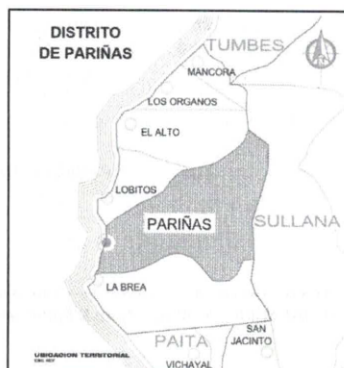 DISTRITO
DE PARIÑAS
TUMBES
MANCORA
LOS ORGANOS
EL ALTO
LOBITOS
PARIÑAS
SULLANA
LA BREA
PAITA
SAN
JACINTO
UBICACION TERRITORIAL
VICHAYAL